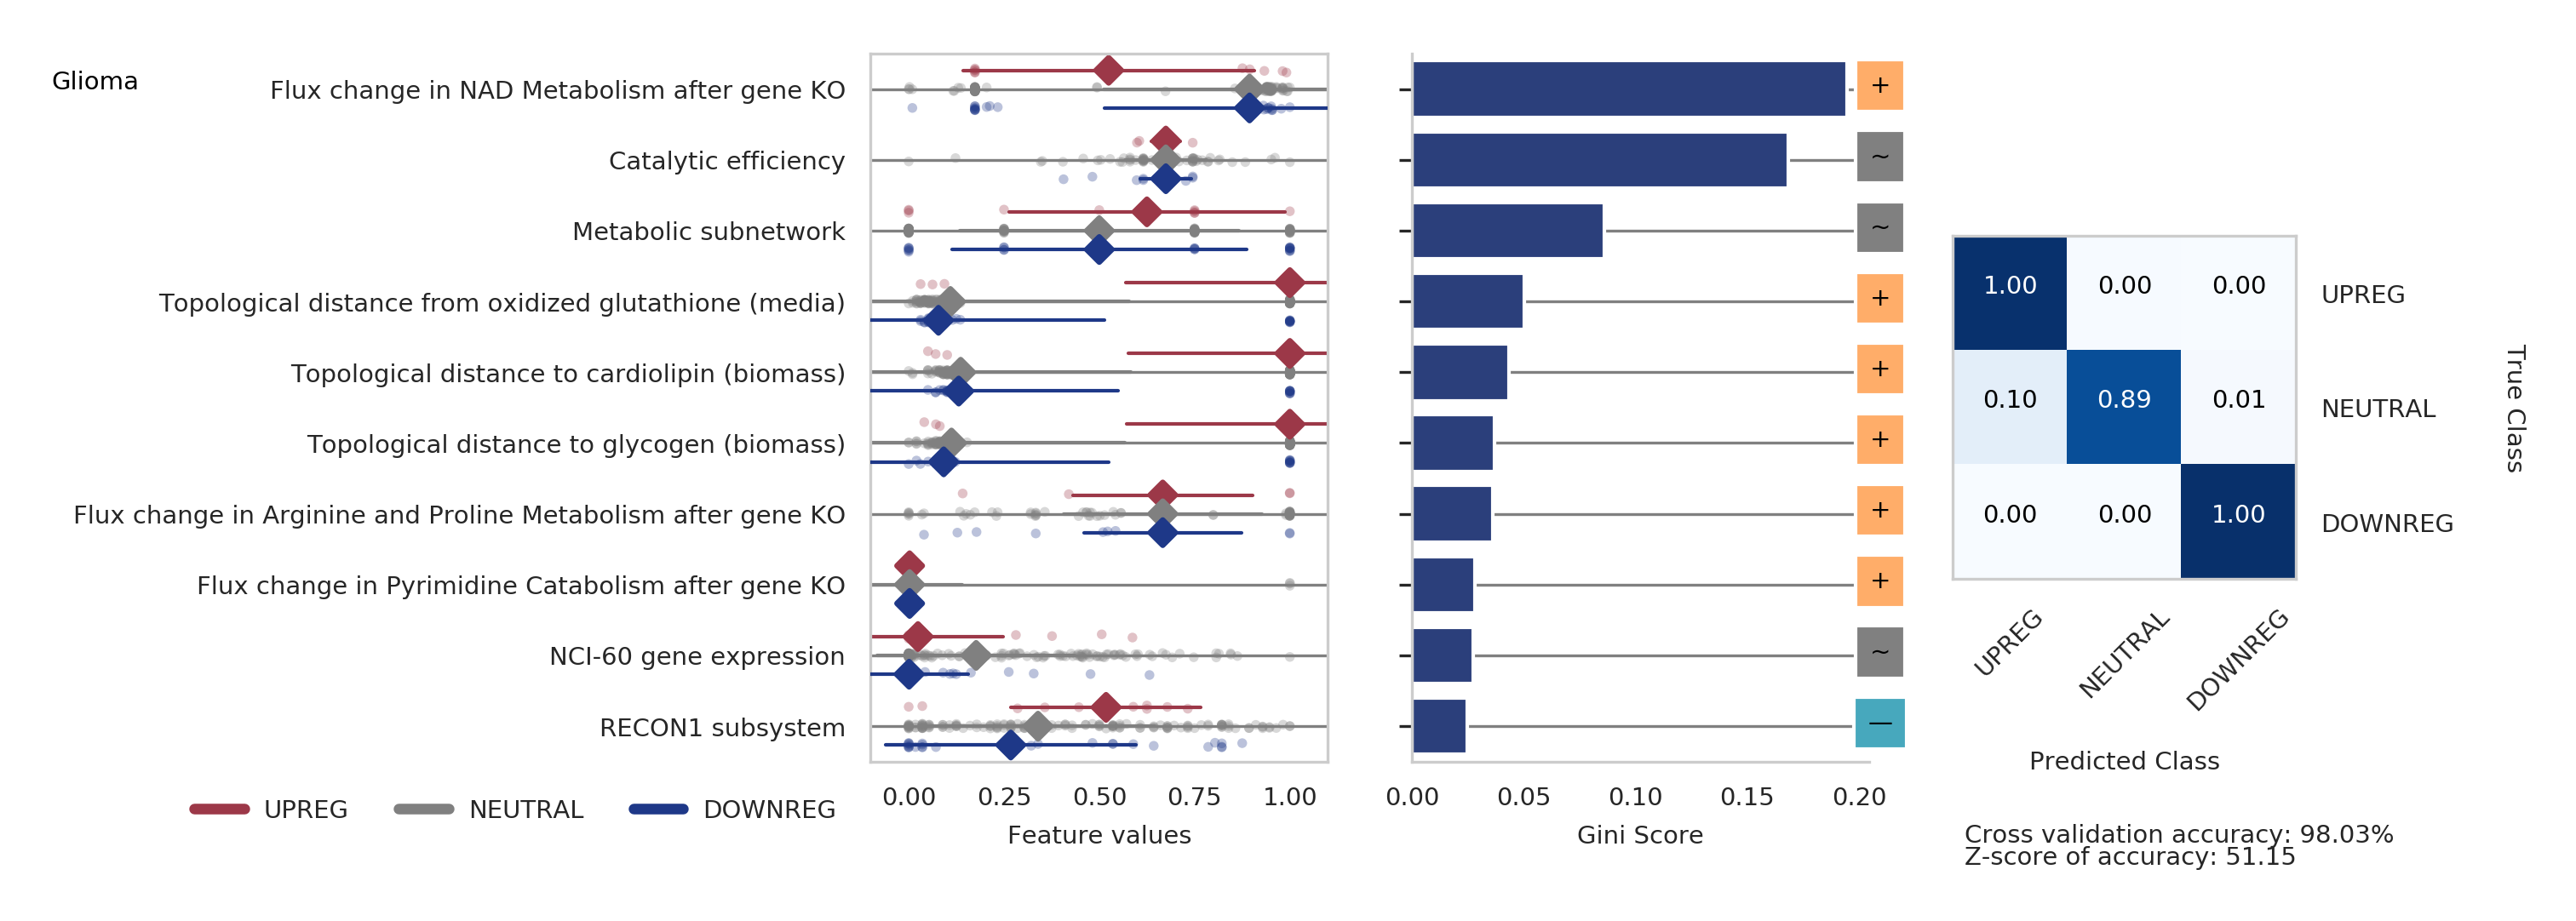 Glioma
Flux change in NAD Metabolism after gene KO
+
Catalytic efficiency
~
Metabolic subnetwork
~
Topological distance from oxidized glutathione (media)
+
Topological distance to cardiolipin (biomass)
+
Topological distance to glycogen (biomass)
+
Flux change in Arginine and Proline Metabolism after gene KO
+
Flux change in Pyrimidine Catabolism after gene KO
+
NCI-60 gene expression
~
RECON1 subsystem
—
0.00 0.25 0.50 0.75 1.00
Feature values
0.00 0.05 0.10 0.15 0.20
Gini Score
UPREG NEUTRAL DOWNREG
1.00 0.00 0.00 UPREG
0.10 0.89 0.01 NEUTRAL
0.00 0.00 1.00 DOWNREG
True Class
UPREG NEUTRAL DOWNREG
Predicted Class
Cross validation accuracy: 98.03%
Z-score of accuracy: 51.15